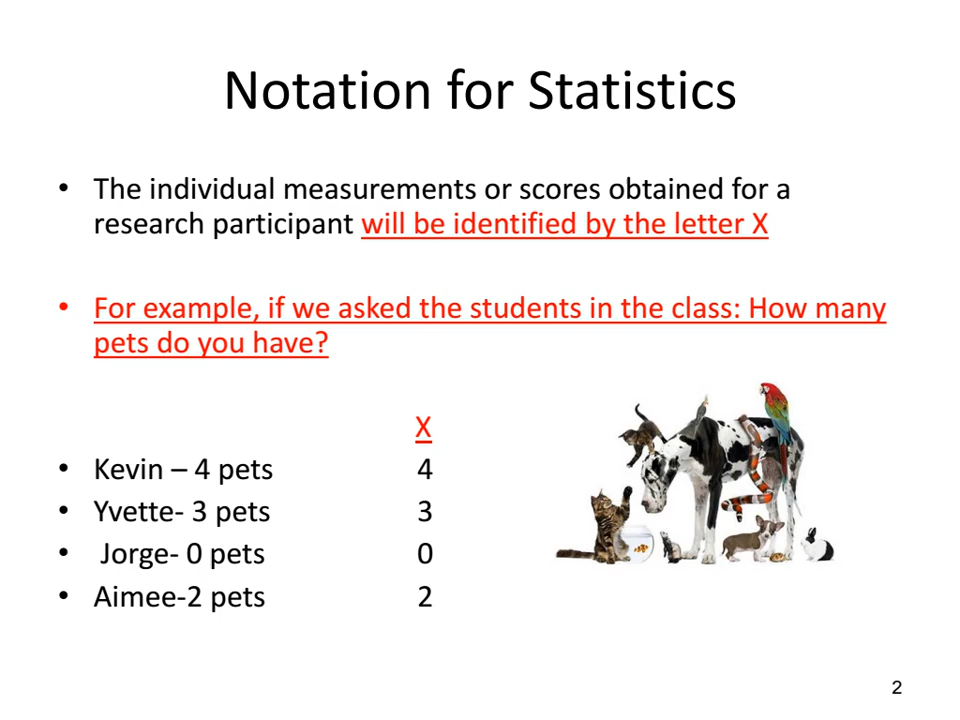 Notation for Statistics
• The individual measurements or scores obtained for a
research participant will be identified by the letter X
• For example, if we asked the students in the class: How many
pets do you have?
X
• Kevin – 4 pets 4
• Yvette- 3 pets 3
• Jorge- 0 pets 0
• Aimee-2 pets 2
2